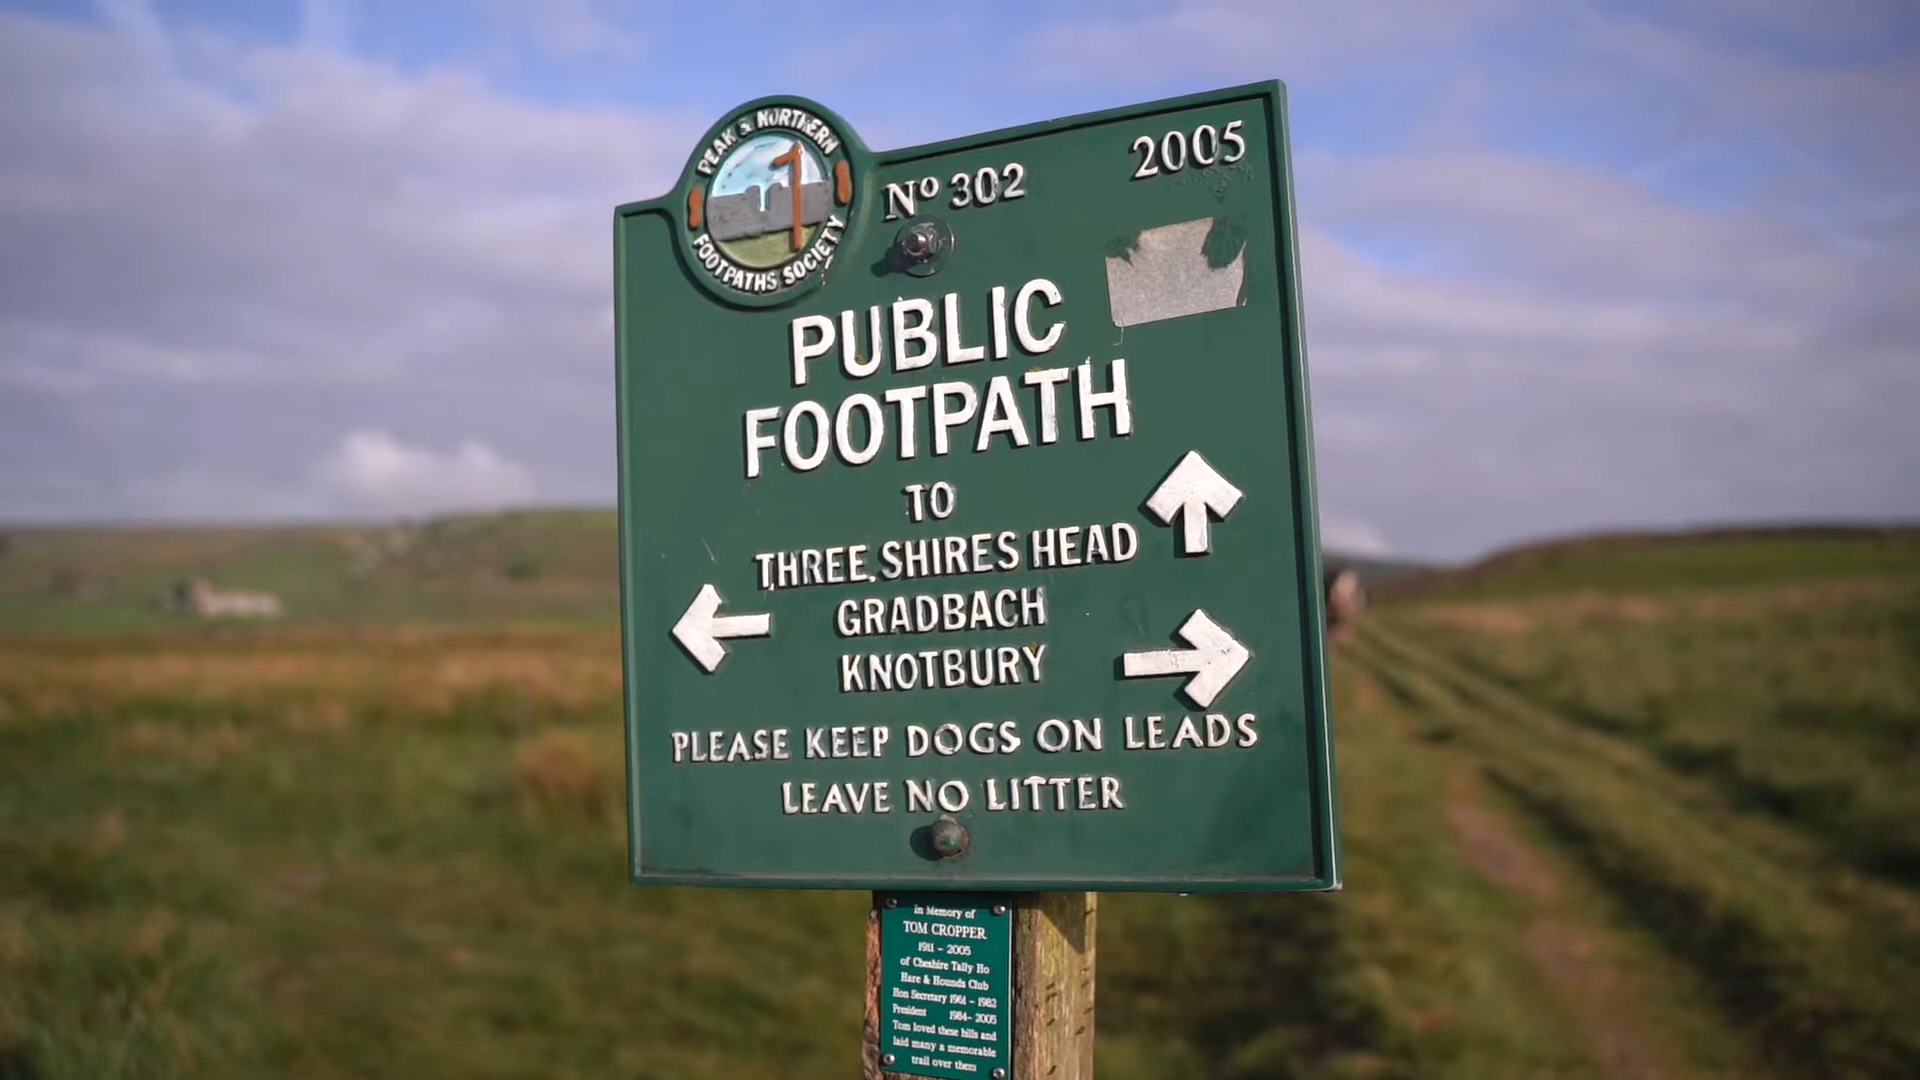 PEAK & NORTHERN
FOOTPATHS SOCIETY
Nº 302
2005
PUBLIC
FOOTPATH
TO
THREE SHIRES HEAD
GRADBACH
KNOTBURY
PLEASE KEEP DOGS ON LEADS
LEAVE NO LITTER
In Memory of
TOM CROPPER
1911 - 2005
of Cheshire Tally Ho
Hare & Hounds Club
Hon Secretary 1961 - 1982
President 1984 - 2005
Tom loved these hills and
laid many a memorable
trail over them